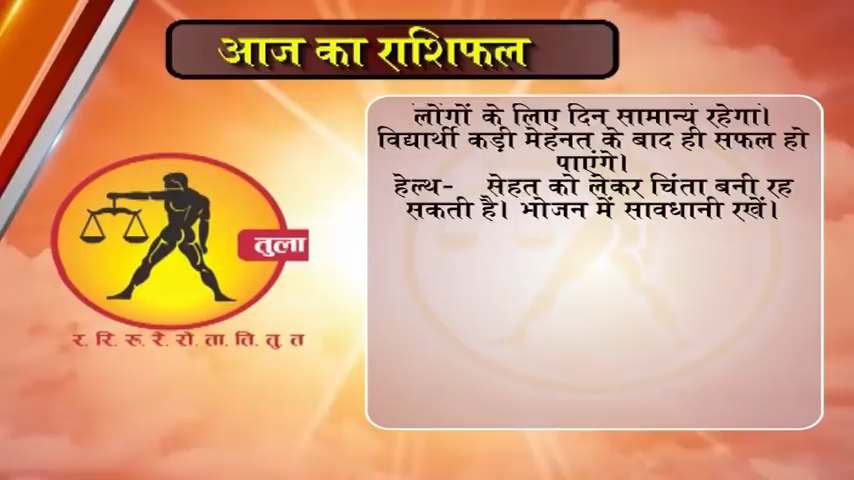 आज का राशिफल
लोगों के लिए दिन सामान्य रहेगा।
विद्यार्थी कड़ी मेहनत के बाद ही सफल हो
पाएंगे।
हेल्थ- सेहत को लेकर चिंता बनी रह
सकती है। भोजन में सावधानी रखें।
तुला
र. रि. रू. रे. रो. ता. ति. तु. त